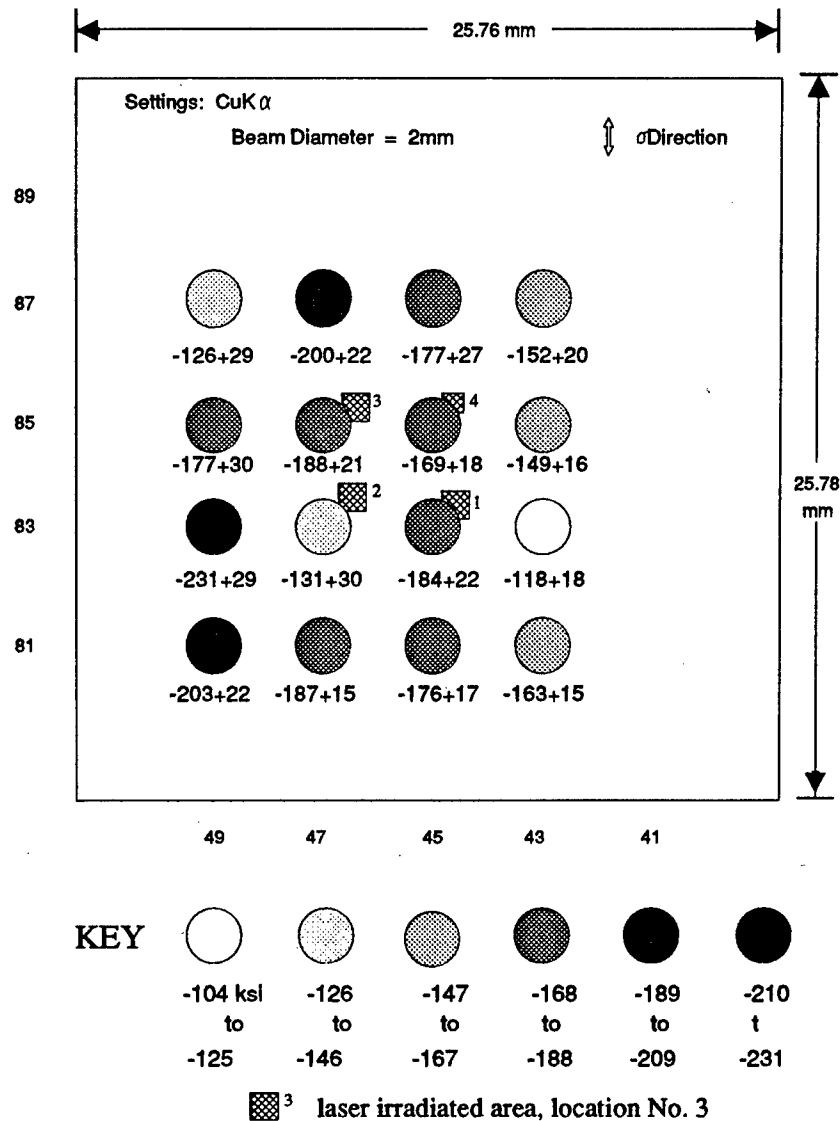 25.76 mm
Settings: CuKα
Beam Diameter = 2mm
σDirection
89
87
-126+29 -200+22 -177+27 -152+20
3 4
85
-177+30 -188+21 -169+18 -149+16
25.78
mm
2 1
83
-231+29 -131+30 -184+22 -118+18
81
-203+22 -187+15 -176+17 -163+15
49 47 45 43 41
KEY
-104 ksi -126 -147 -168 -189 -210
to to to to to t
-125 -146 -167 -188 -209 -231
3 laser irradiated area, location No. 3